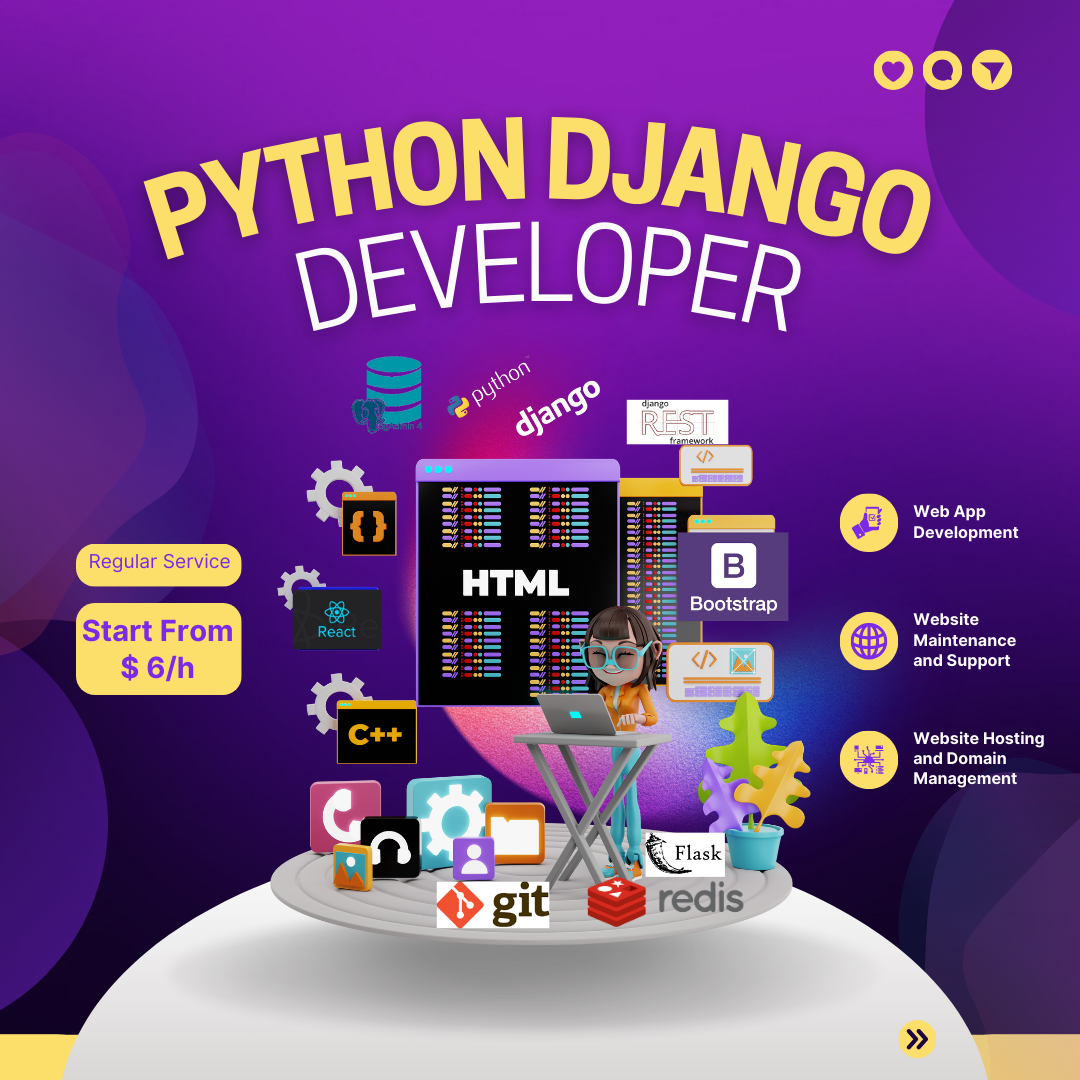 PYTHON DJANGO
DEVELOPER
python
django
django
REST
framework
HTML
B
Bootstrap
{ }
React
C++
</>
</>
Regular Service
Start From
$ 6/h
Web App
Development
Website
Maintenance
and Support
Website Hosting
and Domain
Management
Flask
git
redis